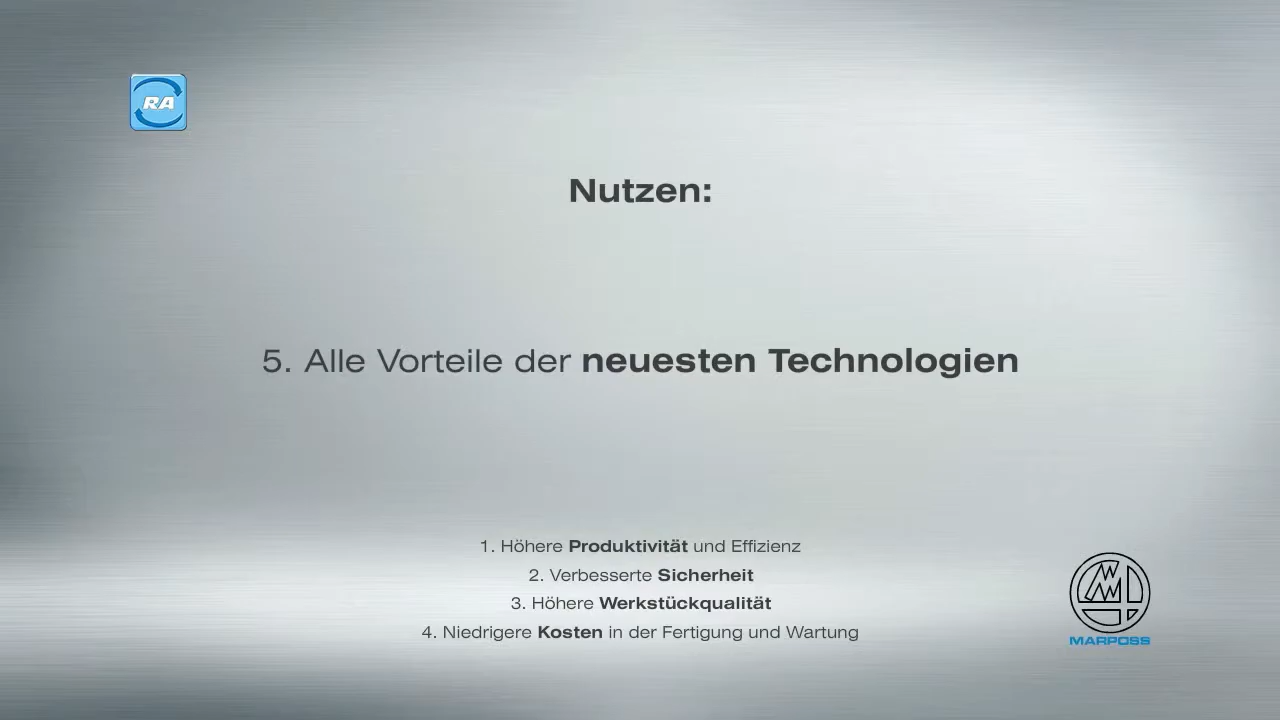 RA
Nutzen:
5. Alle Vorteile der neuesten Technologien
1. Höhere Produktivität und Effizienz
2. Verbesserte Sicherheit
3. Höhere Werkstückqualität
4. Niedrigere Kosten in der Fertigung und Wartung
MARPOSS